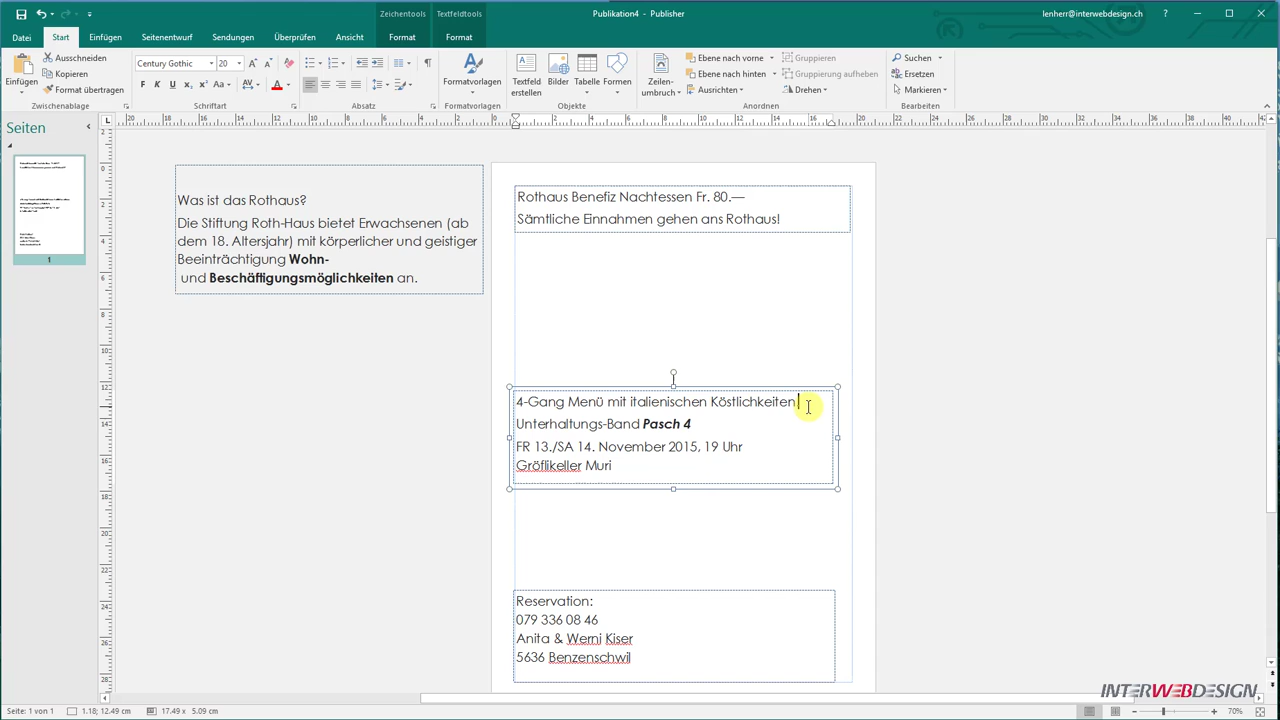 Zeichentools
Textfeldtools
Publikation4 - Publisher
lenherr@interwebdesign.ch
?
Datei
Start
Einfügen
Seitenentwurf
Sendungen
Überprüfen
Ansicht
Format
Format
Einfügen
Ausschneiden
Kopieren
Format übertragen
Zwischenablage
Century Gothic
20
F K U
Aa
AV
A
Schriftart
Absatz
Formatvorlagen
Formatvorlagen
Textfeld
erstellen
Bilder
Tabelle
Formen
Objekte
Zeilen-
umbruch
Ebene nach vorne
Ebene nach hinten
Ausrichten
Gruppieren
Gruppierung aufheben
Drehen
Anordnen
Suchen
Ersetzen
Markieren
Bearbeiten
Seiten
1
Was ist das Rothaus?
Die Stiftung Roth-Haus bietet Erwachsenen (ab
dem 18. Altersjahr) mit körperlicher und geistiger
Beeinträchtigung Wohn-
und Beschäftigungsmöglichkeiten an.
Rothaus Benefiz Nachtessen Fr. 80.—
Sämtliche Einnahmen gehen ans Rothaus!
4-Gang Menü mit italienischen Köstlichkeiten
Unterhaltungs-Band Pasch 4
FR 13./SA 14. November 2015, 19 Uhr
Gröflikeller Muri
Reservation:
079 336 08 46
Anita & Werni Kiser
5636 Benzenschwil
INTERWEBDESIGN
Seite: 1 von 1
1.18; 12.49 cm
17.49 x 5.09 cm
70%